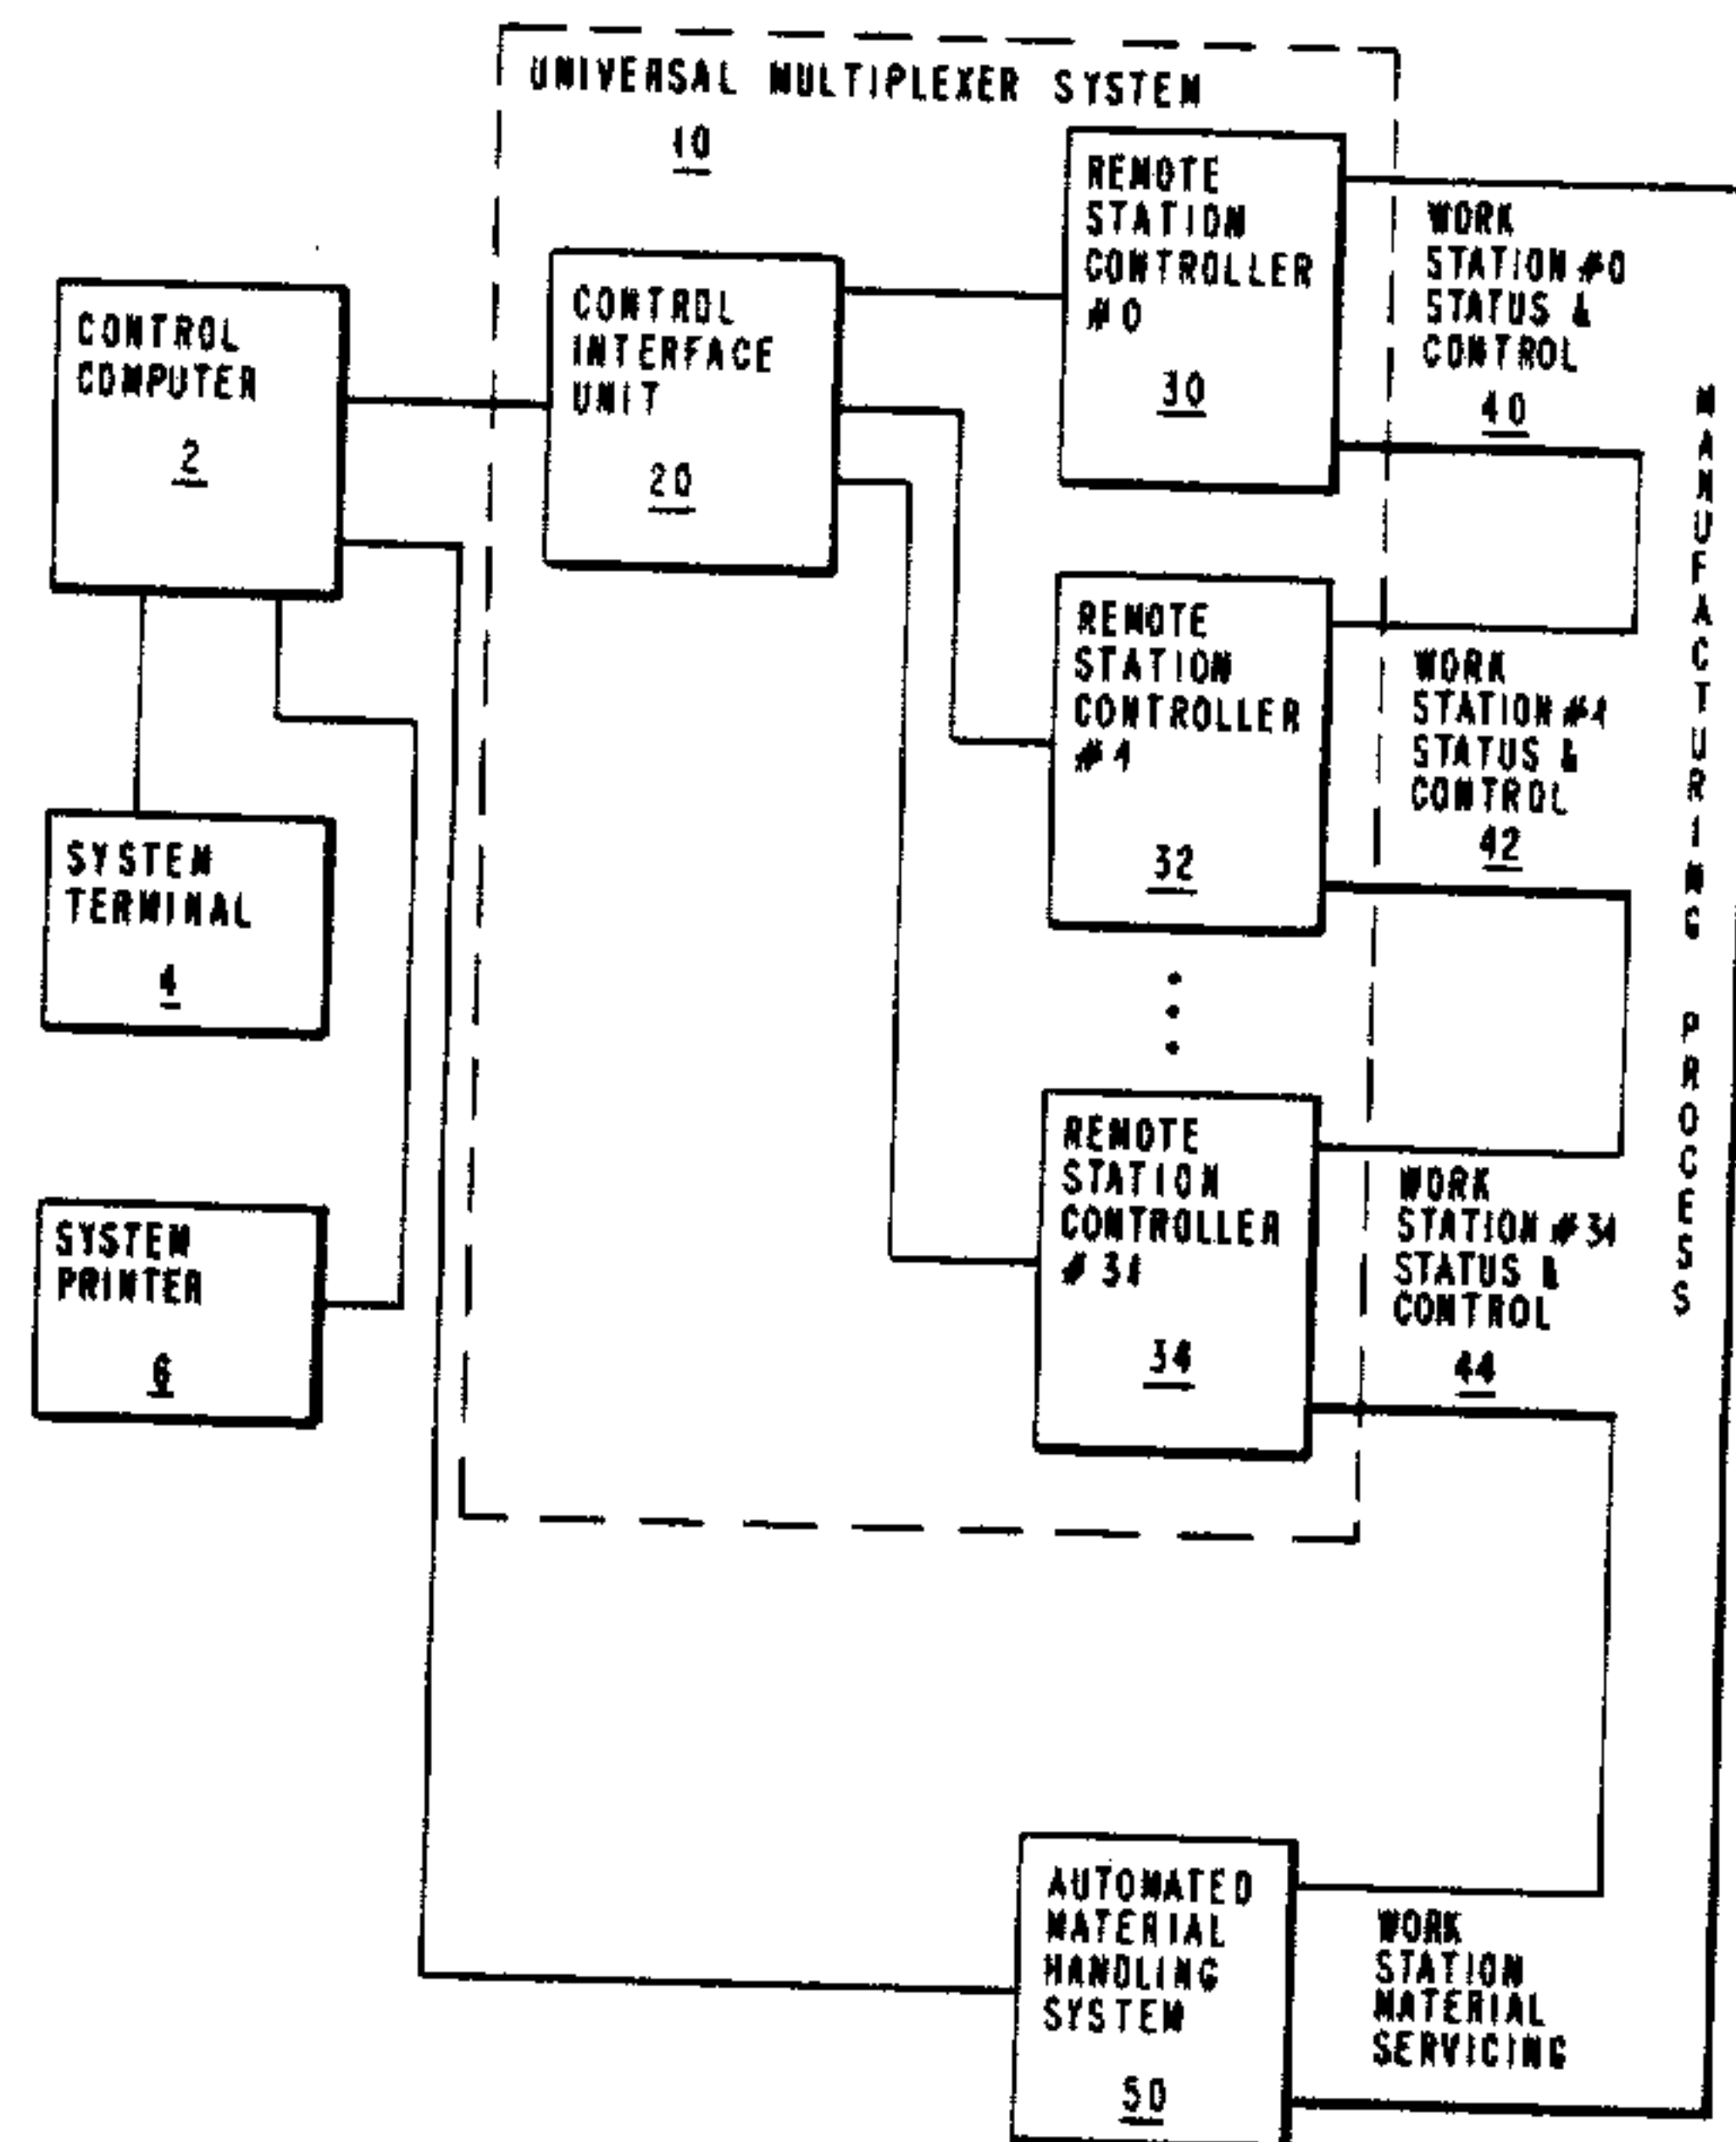 UNIVERSAL MULTIPLEXER SYSTEM
10
CONTROL
COMPUTER
2
CONTROL
INTERFACE
UNIT
20
REMOTE
STATION
CONTROLLER
#0
30
WORK
STATION #0
STATUS &
CONTROL
40
REMOTE
STATION
CONTROLLER
#1
32
WORK
STATION #1
STATUS &
CONTROL
42
SYSTEM
TERMINAL
4
SYSTEM
PRINTER
6
REMOTE
STATION
CONTROLLER
#31
34
WORK
STATION #31
STATUS &
CONTROL
44
MANUFACTURING PROCESS
AUTOMATED
MATERIAL
HANDLING
SYSTEM
50
WORK
STATION
MATERIAL
SERVICING